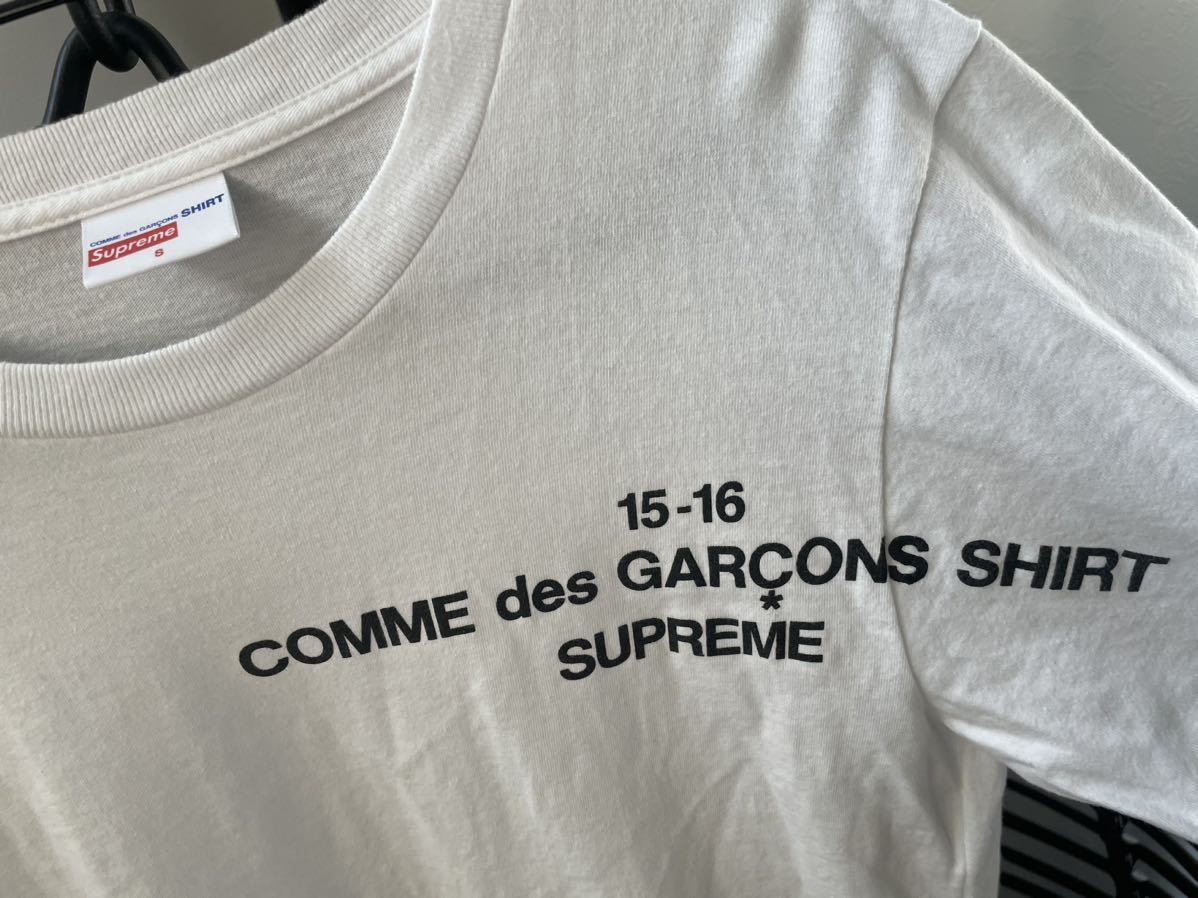 COMME des GARÇONS SHIRT
Supreme
S
15-16
COMME des GARÇONS SHIRT
*
SUPREME